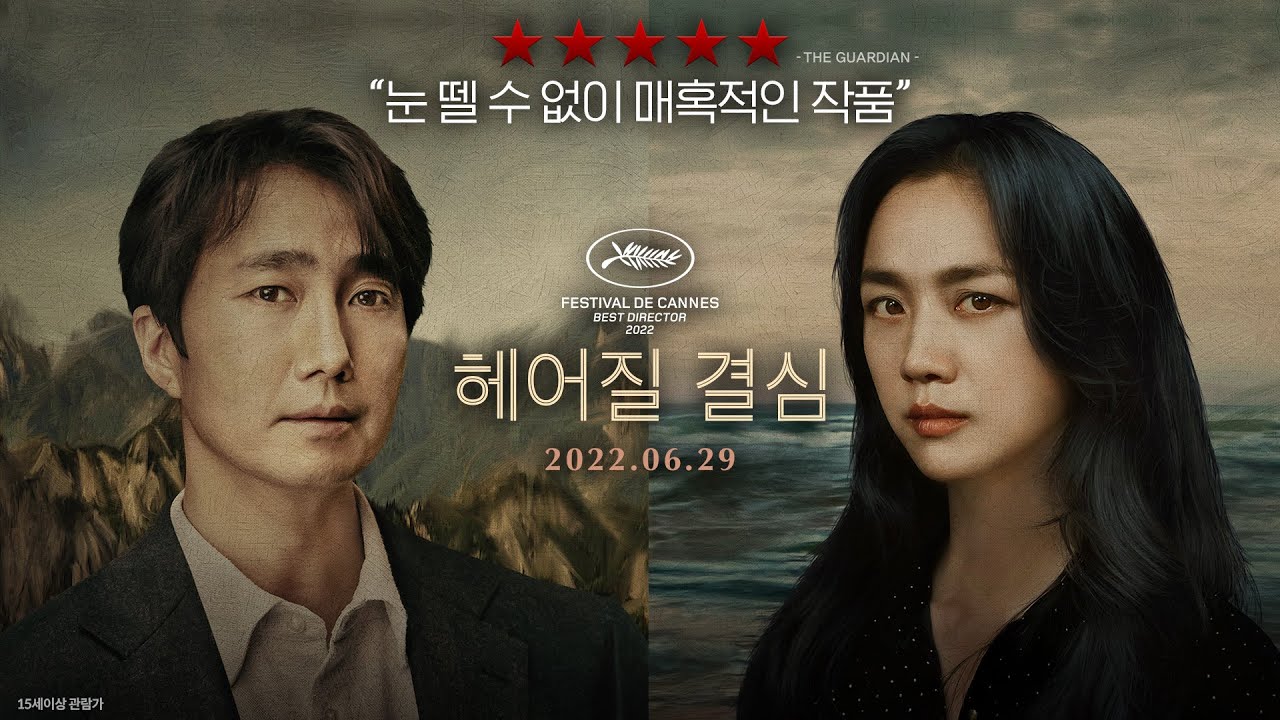 - THE GUARDIAN -
“눈 뗄 수 없이 매혹적인 작품”
FESTIVAL DE CANNES
BEST DIRECTOR
2022
헤어질 결심
2022.06.29
15세이상 관람가